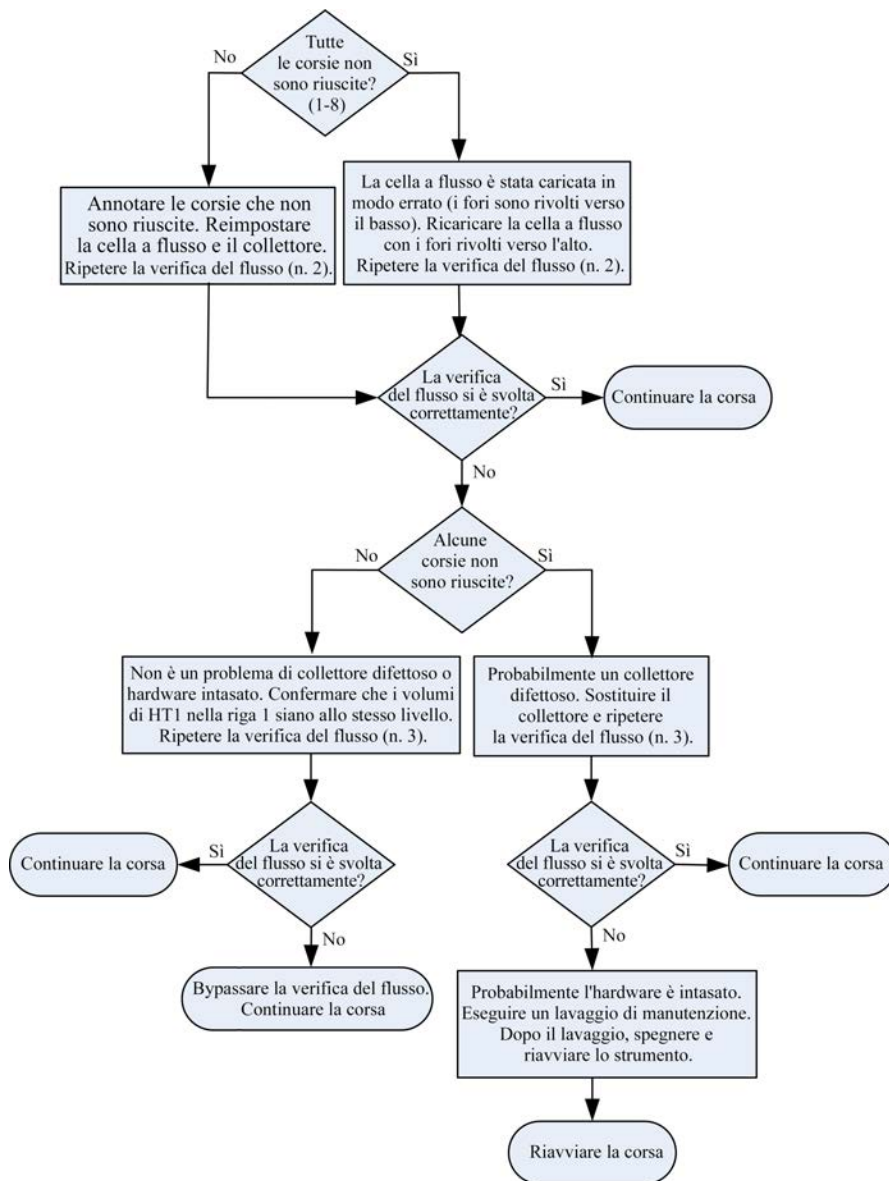 Tutte
le corsie non
sono riuscite?
(1-8)
No
Sì
Annotare le corsie che non
sono riuscite. Reimpostare
la cella a flusso e il collettore.
Ripetere la verifica del flusso (n. 2).
La cella a flusso è stata caricata in
modo errato (i fori sono rivolti verso
il basso). Ricaricare la cella a flusso
con i fori rivolti verso l'alto.
Ripetere la verifica del flusso (n. 2).
La verifica
del flusso si è svolta
correttamente?
Sì
Continuare la corsa
No
Alcune
corsie non
sono riuscite?
No
Sì
Non è un problema di collettore difettoso o
hardware intasato. Confermare che i volumi
di HT1 nella riga 1 siano allo stesso livello.
Ripetere la verifica del flusso (n. 3).
Probabilmente un collettore
difettoso. Sostituire il
collettore e ripetere
la verifica del flusso (n. 3).
Continuare la corsa
Sì
La verifica
del flusso si è svolta
correttamente?
La verifica
del flusso si è svolta
correttamente?
Sì
Continuare la corsa
No
No
Bypassare la verifica del flusso.
Continuare la corsa
Probabilmente l'hardware è intasato.
Eseguire un lavaggio di manutenzione.
Dopo il lavaggio, spegnere e
riavviare lo strumento.
Riavviare la corsa